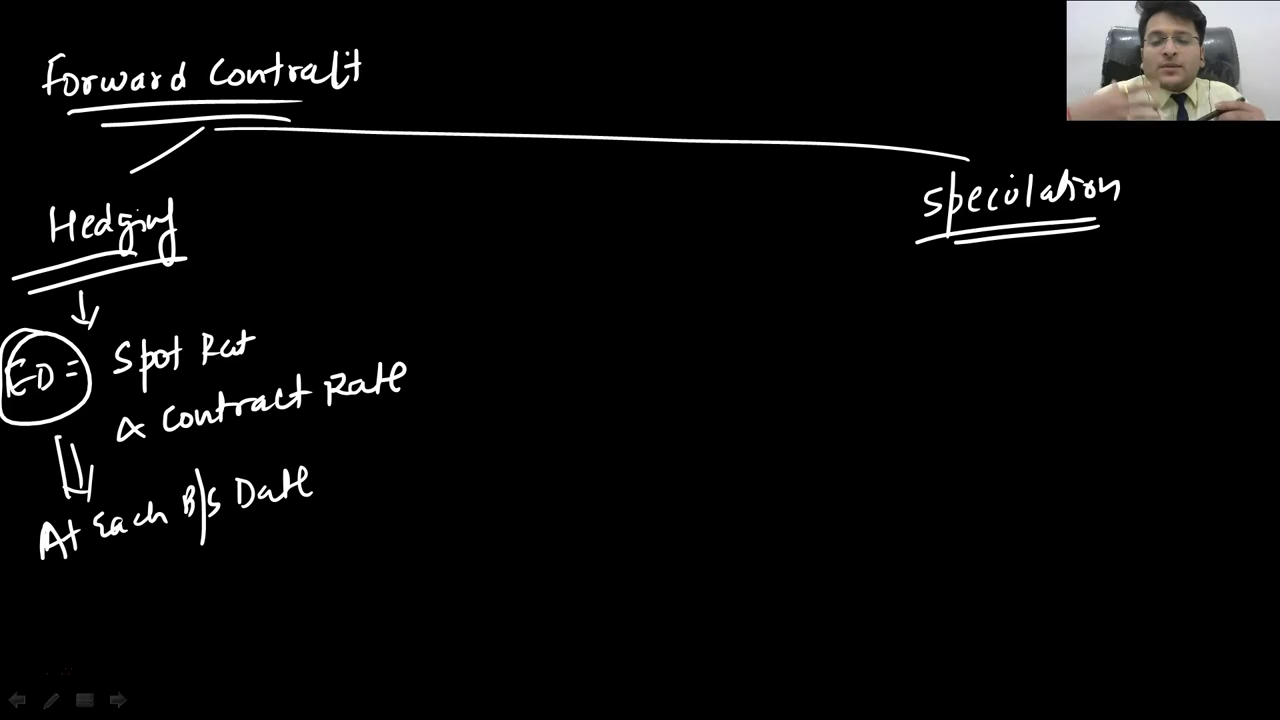 Forward Contract
Hedging
Speculation
ED = Spot Rat
& Contract Rate
At Each B/S Date